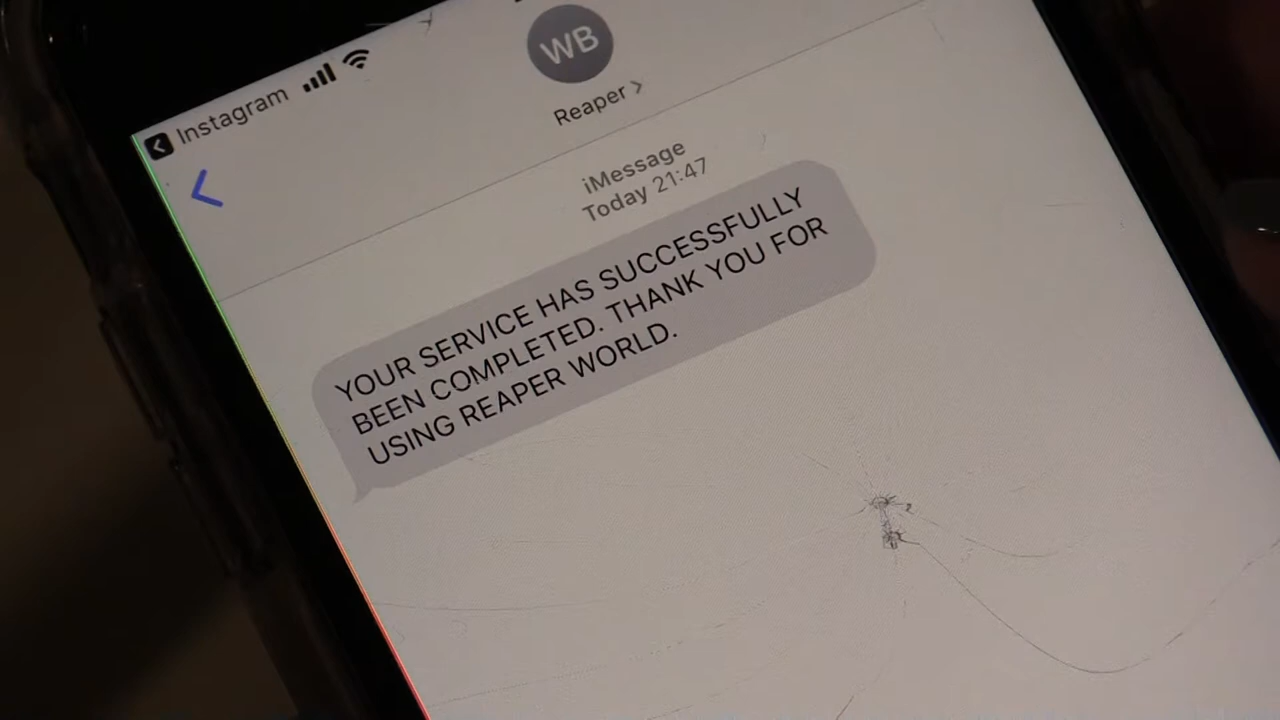 Instagram
WB
Reaper >
iMessage
Today 21:47
YOUR SERVICE HAS SUCCESSFULLY
BEEN COMPLETED. THANK YOU FOR
USING REAPER WORLD.